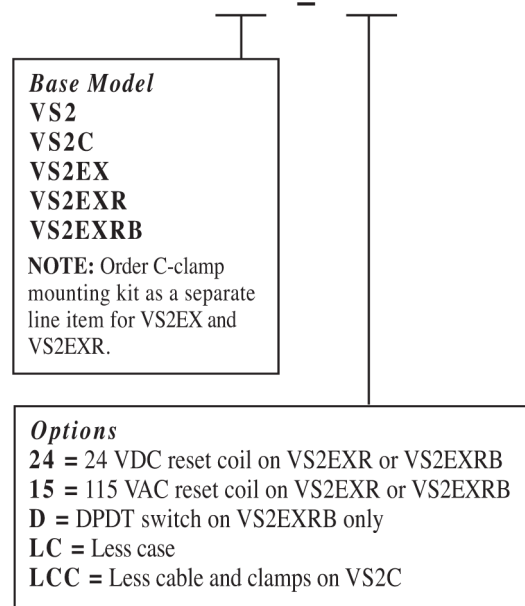 Base Model
VS2
VS2C
VS2EX
VS2EXR
VS2EXRB
NOTE: Order C-clamp
mounting kit as a separate
line item for VS2EX and
VS2EXR.
Options
24 = 24 VDC reset coil on VS2EXR or VS2EXRB
15 = 115 VAC reset coil on VS2EXR or VS2EXRB
D = DPDT switch on VS2EXRB only
LC = Less case
LCC = Less cable and clamps on VS2C